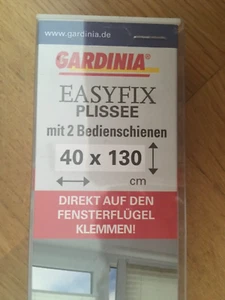 www.gardinia.de
GARDINIA®
EASYFIX
PLISSEE
mit 2 Bedienschienen
40 x 130
cm
DIREKT AUF DEN
FENSTERFLÜGEL
KLEMMEN!